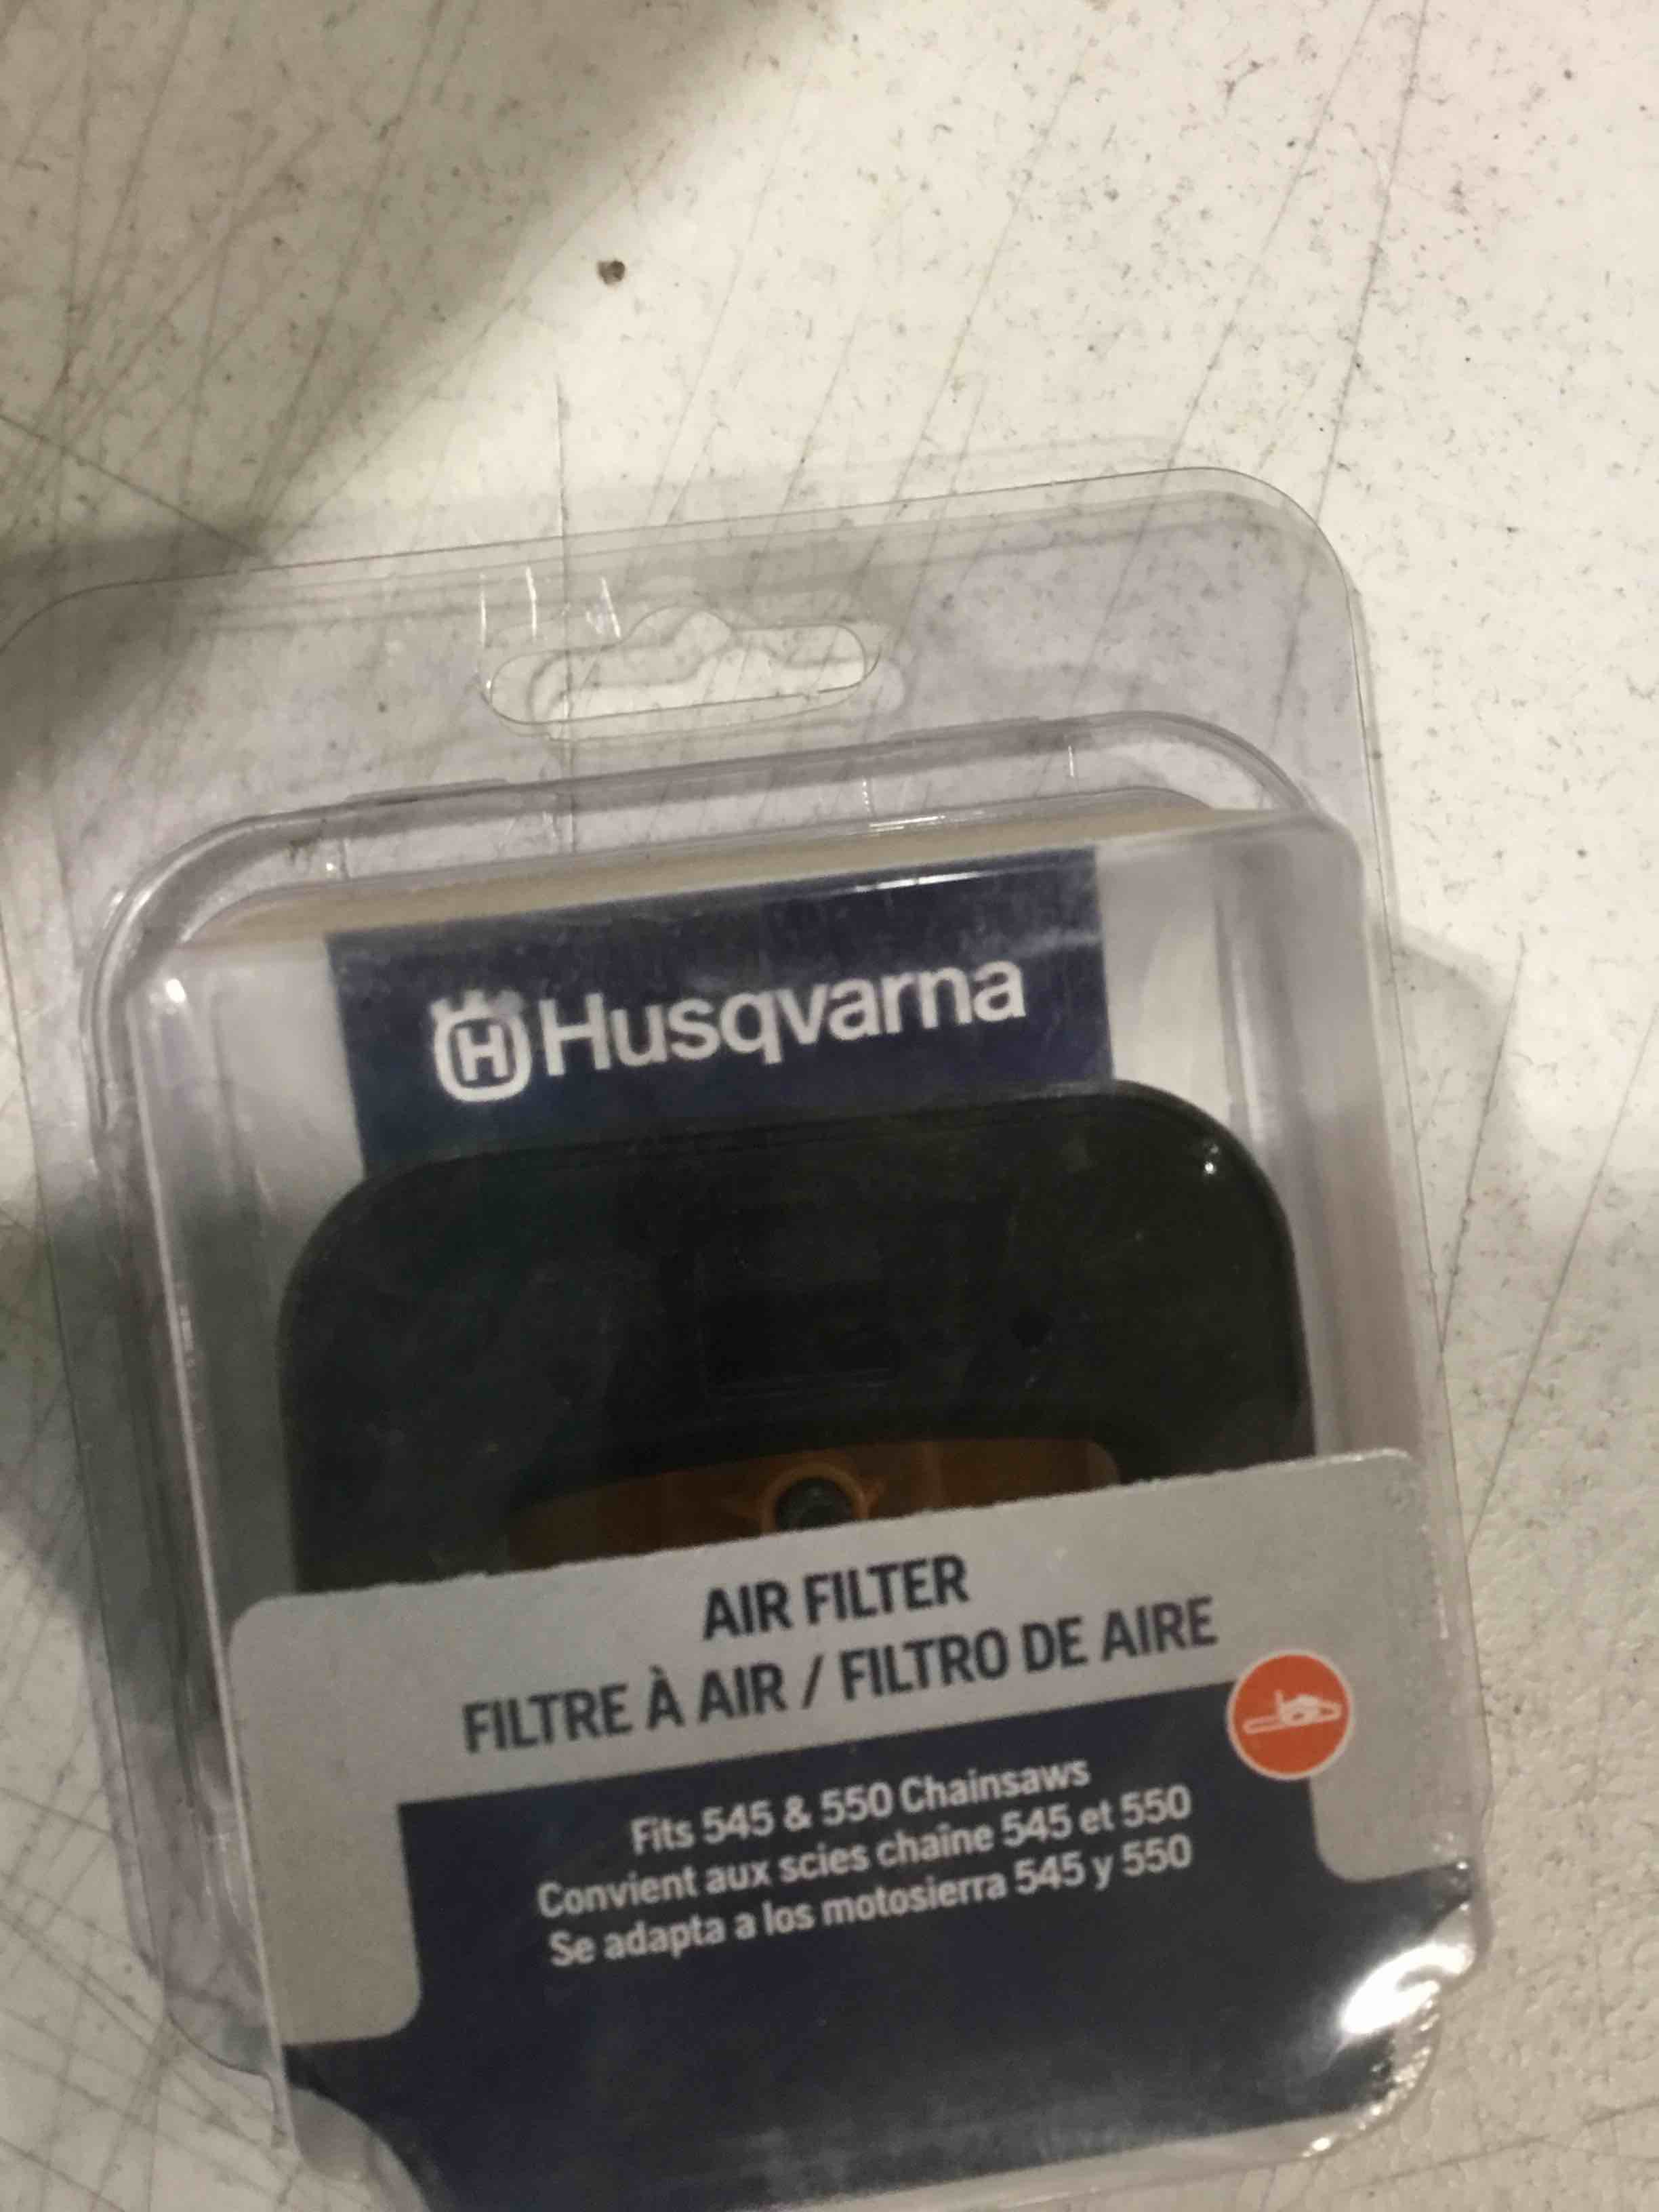 Husqvarna
AIR FILTER
FILTRE À AIR / FILTRO DE AIRE
Fits 545 & 550 Chainsaws
Convient aux scies chaîne 545 et 550
Se adapta a los motosierra 545 y 550